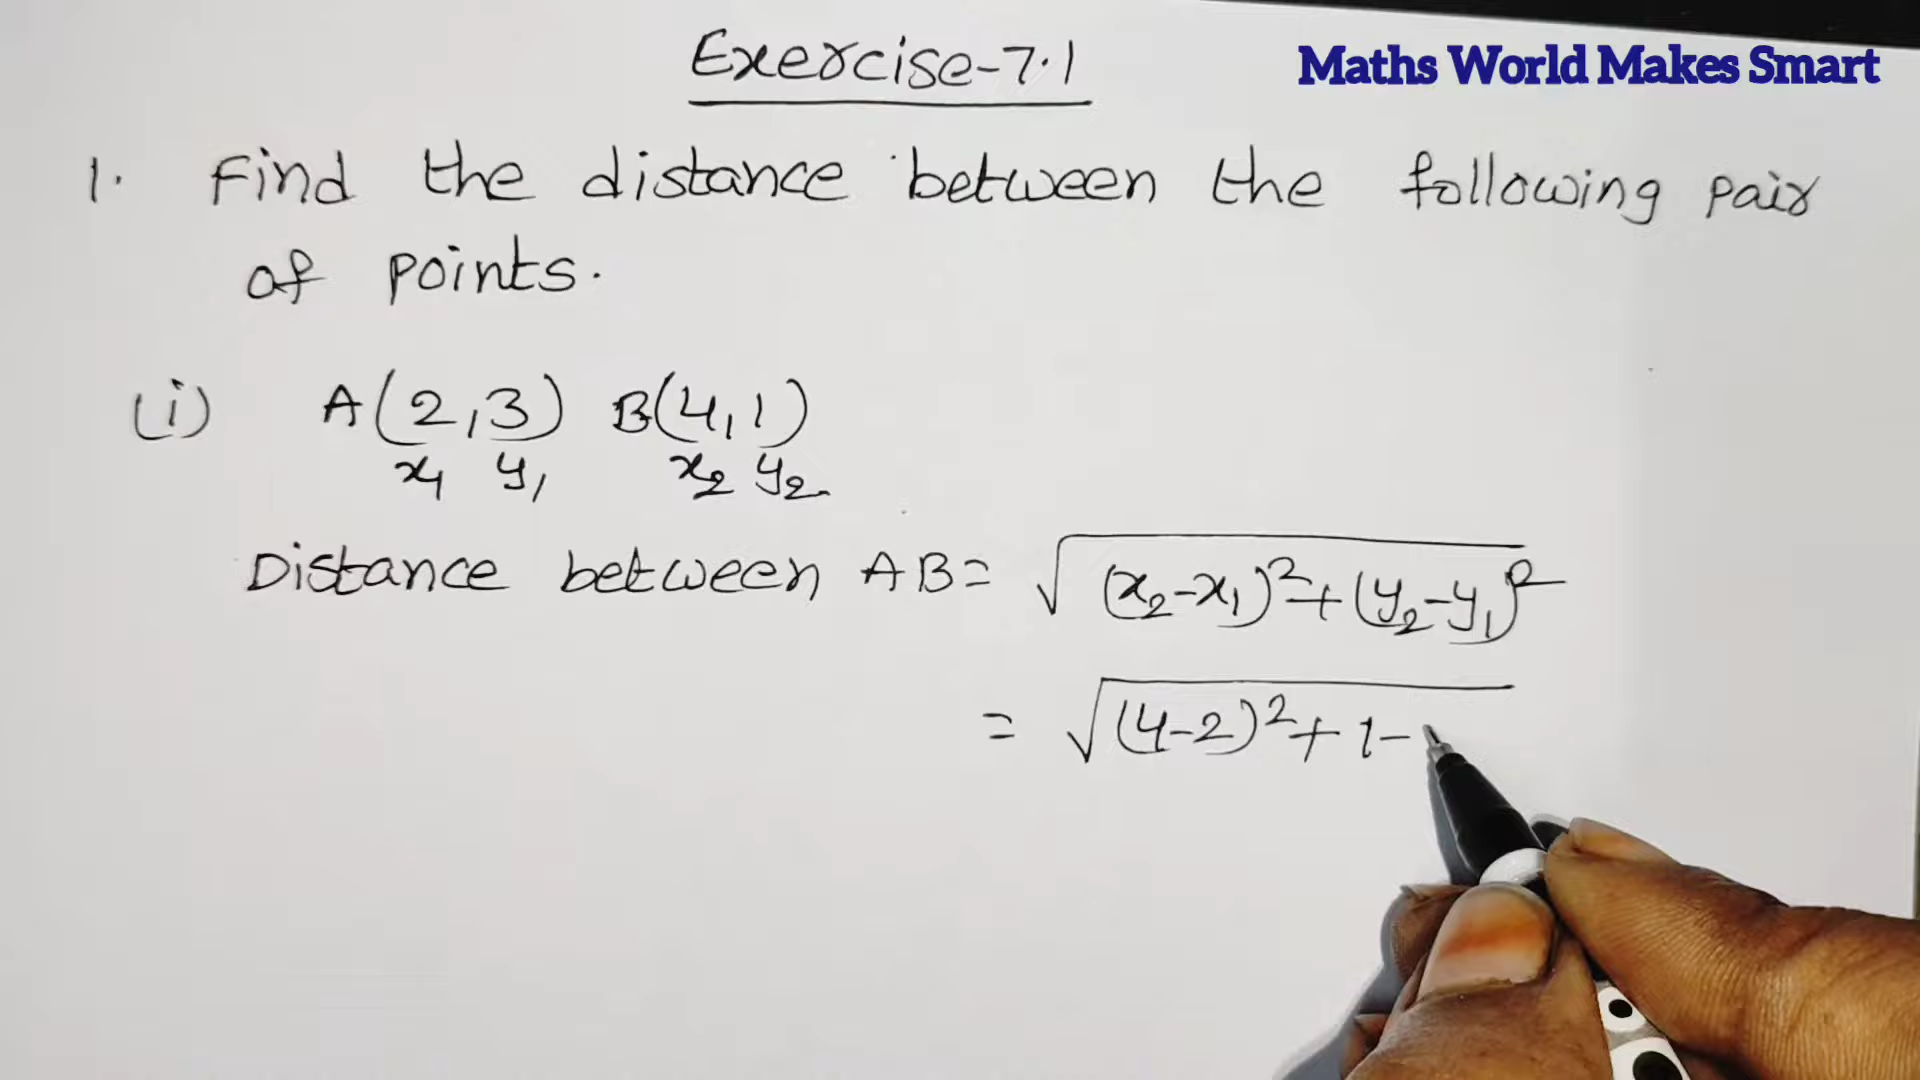 Exercise-7.1
Maths World Makes Smart
1. Find the distance between the following pair
of points.
(i) A(2,3) B(4,1)
x₁ y₁ x₂ y₂
Distance between AB = √(x₂-x₁)²+(y₂-y₁)²
= √(4-2)²+1-